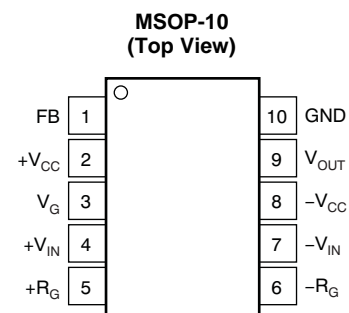 MSOP-10
(Top View)
FB 1 10 GND
+VCC 2 9 VOUT
VG 3 8 −VCC
+VIN 4 7 −VIN
+RG 5 6 −RG